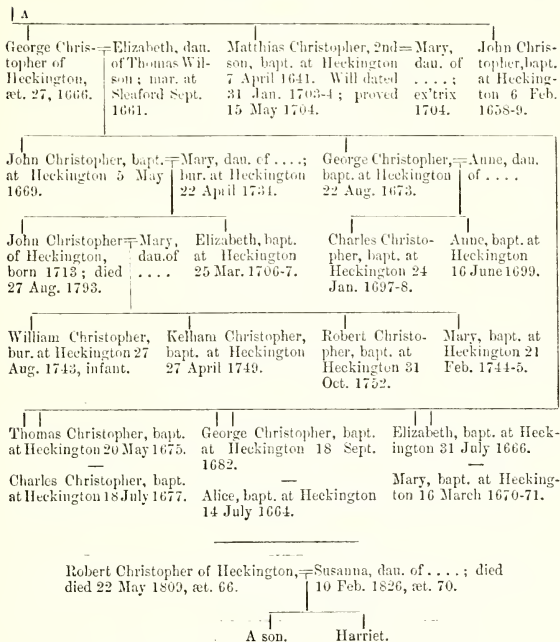 A
George Chris-
topher of
Heckington,
æt. 27, 1666.
Elizabeth, dau.
of Thomas Wil-
son; mar. at
Sleaford Sept.
1661.
Matthias Christopher, 2nd
son, bapt. at Heckington
7 April 1641. Will dated
31 Jan. 1703-4; proved
15 May 1704.
Mary,
dau. of
. . . . ;
ex'trix
1704.
John Chris-
topher, bapt.
at Hecking-
ton 6 Feb.
1658-9.
John Christopher, bapt.
at Heckington 5 May
1669.
Mary, dau. of . . . . ;
bur. at Heckington
22 April 1734.
George Christopher,
bapt. at Heckington
22 Aug. 1673.
Anne, dau.
of . . . .
John Christopher
of Heckington,
born 1713; died
27 Aug. 1793.
Mary,
dau. of
. . . .
Elizabeth, bapt.
at Heckington
25 Mar. 1706-7.
Charles Christo-
pher, bapt. at
Heckington 24
Jan. 1697-8.
Anne, bapt. at
Heckington
16 June 1699.
William Christopher,
bur. at Heckington 27
Aug. 1743, infant.
Kelham Christopher,
bapt. at Heckington
27 April 1749.
Robert Christo-
pher, bapt. at
Heckington 31
Oct. 1752.
Mary, bapt. at
Heckington 21
Feb. 1744-5.
Thomas Christopher, bapt.
at Heckington 20 May 1675.
—
Charles Christopher, bapt.
at Heckington 18 July 1677.
George Christopher, bapt.
at Heckington 18 Sept.
1682.
—
Alice, bapt. at Heckington
14 July 1664.
Elizabeth, bapt. at Heck-
ington 31 July 1666.
—
Mary, bapt. at Hecking-
ton 16 March 1670-71.
Robert Christopher of Heckington,
died 22 May 1809, æt. 66.
Susanna, dau. of . . . . ; died
10 Feb. 1826, æt. 70.
A son.
Harriet.